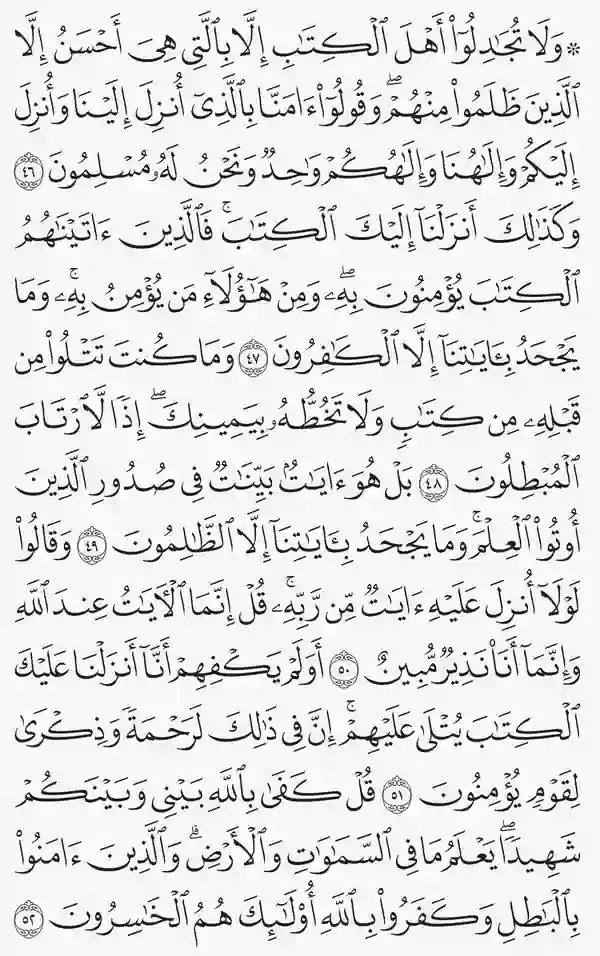 ۞ وَلَا تُجَٰدِلُوٓا۟ أَهْلَ ٱلْكِتَٰبِ إِلَّا بِٱلَّتِى هِىَ أَحْسَنُ إِلَّا
ٱلَّذِينَ ظَلَمُوا۟ مِنْهُمْ ۖ وَقُولُوٓا۟ ءَامَنَّا بِٱلَّذِىٓ أُنزِلَ إِلَيْنَا وَأُنزِلَ
إِلَيْكُمْ وَإِلَٰهُنَا وَإِلَٰهُكُمْ وَٰحِدٌ وَنَحْنُ لَهُۥ مُسْلِمُونَ ٤٦
وَكَذَٰلِكَ أَنزَلْنَآ إِلَيْكَ ٱلْكِتَٰبَ ۚ فَٱلَّذِينَ ءَاتَيْنَٰهُمُ
ٱلْكِتَٰبَ يُؤْمِنُونَ بِهِۦ ۖ وَمِنْ هَٰٓؤُلَآءِ مَن يُؤْمِنُ بِهِۦ ۚ وَمَا
يَجْحَدُ بِـَٔايَٰتِنَآ إِلَّا ٱلْكَٰفِرُونَ ٤٧ وَمَا كُنتَ تَتْلُوا۟ مِن
قَبْلِهِۦ مِن كِتَٰبٍ وَلَا تَخُطُّهُۥ بِيَمِينِكَ ۖ إِذًا لَّٱرْتَابَ
ٱلْمُبْطِلُونَ ٤٨ بَلْ هُوَ ءَايَٰتٌۢ بَيِّنَٰتٌ فِى صُدُورِ ٱلَّذِينَ
أُوتُوا۟ ٱلْعِلْمَ ۚ وَمَا يَجْحَدُ بِـَٔايَٰتِنَآ إِلَّا ٱلظَّٰلِمُونَ ٤٩ وَقَالُوا۟
لَوْلَآ أُنزِلَ عَلَيْهِ ءَايَٰتٌ مِّن رَّبِّهِۦ ۚ قُلْ إِنَّمَا ٱلْـَٔايَٰتُ عِندَ ٱللَّهِ
وَإِنَّمَآ أَنَا۠ نَذِيرٌ مُّبِينٌ ٥٠ أَوَلَمْ يَكْفِهِمْ أَنَّآ أَنزَلْنَا عَلَيْكَ
ٱلْكِتَٰبَ يُتْلَىٰ عَلَيْهِمْ ۚ إِنَّ فِى ذَٰلِكَ لَرَحْمَةً وَذِكْرَىٰ
لِقَوْمٍ يُؤْمِنُونَ ٥١ قُلْ كَفَىٰ بِٱللَّهِ بَيْنِى وَبَيْنَكُمْ
شَهِيدًا ۖ يَعْلَمُ مَا فِى ٱلسَّمَٰوَٰتِ وَٱلْأَرْضِ ۗ وَٱلَّذِينَ ءَامَنُوا۟
بِٱلْبَٰطِلِ وَكَفَرُوا۟ بِٱللَّهِ أُو۟لَٰٓئِكَ هُمُ ٱلْخَٰسِرُونَ ٥٢